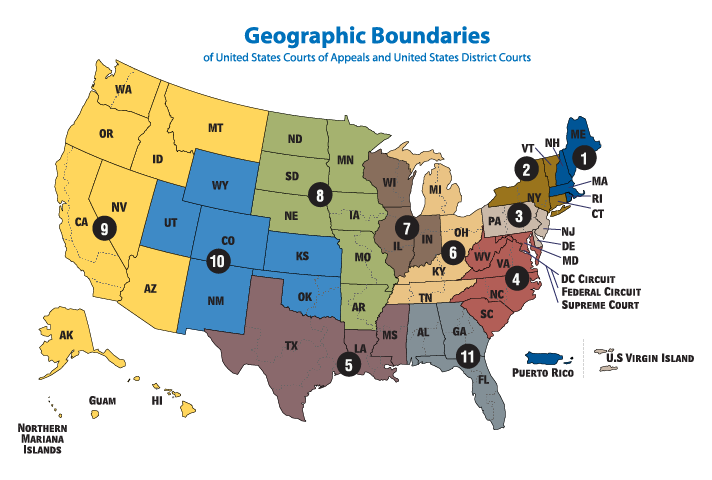 Geographic Boundaries
of United States Courts of Appeals and United States District Courts
WA
OR
ID
MT
ND
MN
SD
NE
IA
WI
MI
VT
NH
ME
1
2
MA
RI
CT
NY
WY
8
CA
NV
9
UT
CO
10
KS
MO
7
IL
IN
OH
6
PA
3
NJ
DE
MD
WV
VA
4
DC Circuit
Federal Circuit
Supreme Court
KY
AZ
NM
OK
AR
TN
NC
SC
AK
TX
LA
5
MS
AL
GA
11
FL
Puerto Rico
U.S Virgin Island
Guam
HI
Northern
Mariana
Islands